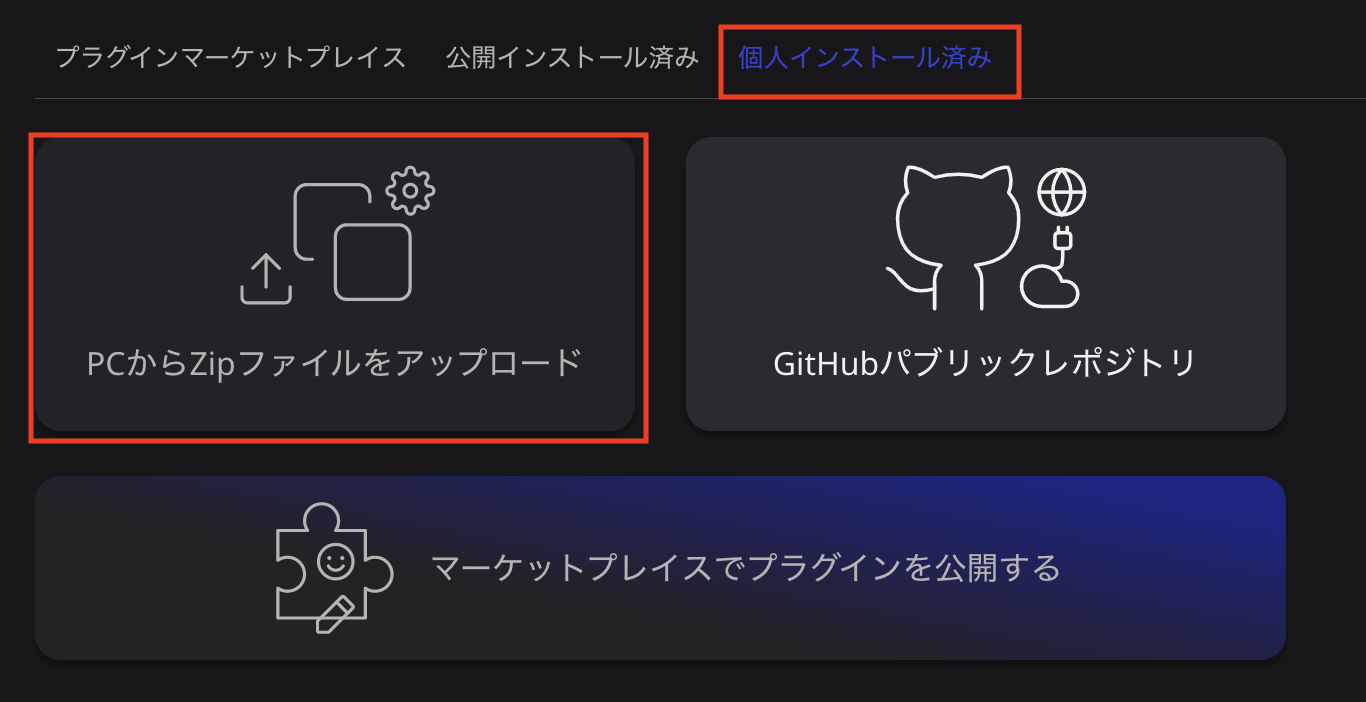 プラグインマーケットプレイス 公開インストール済み 個人インストール済み
PCからZipファイルをアップロード
GitHubパブリックレポジトリ
マーケットプレイスでプラグインを公開する